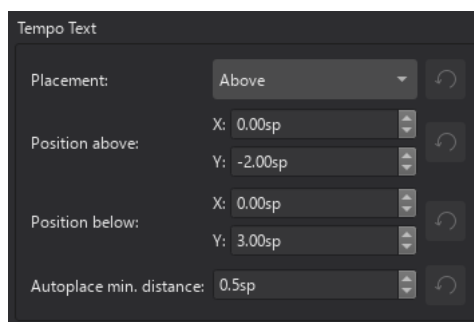 Tempo Text
Placement: Above
X: 0.00sp
Position above:
Y: -2.00sp
X: 0.00sp
Position below:
Y: 3.00sp
Autoplace min. distance: 0.5sp